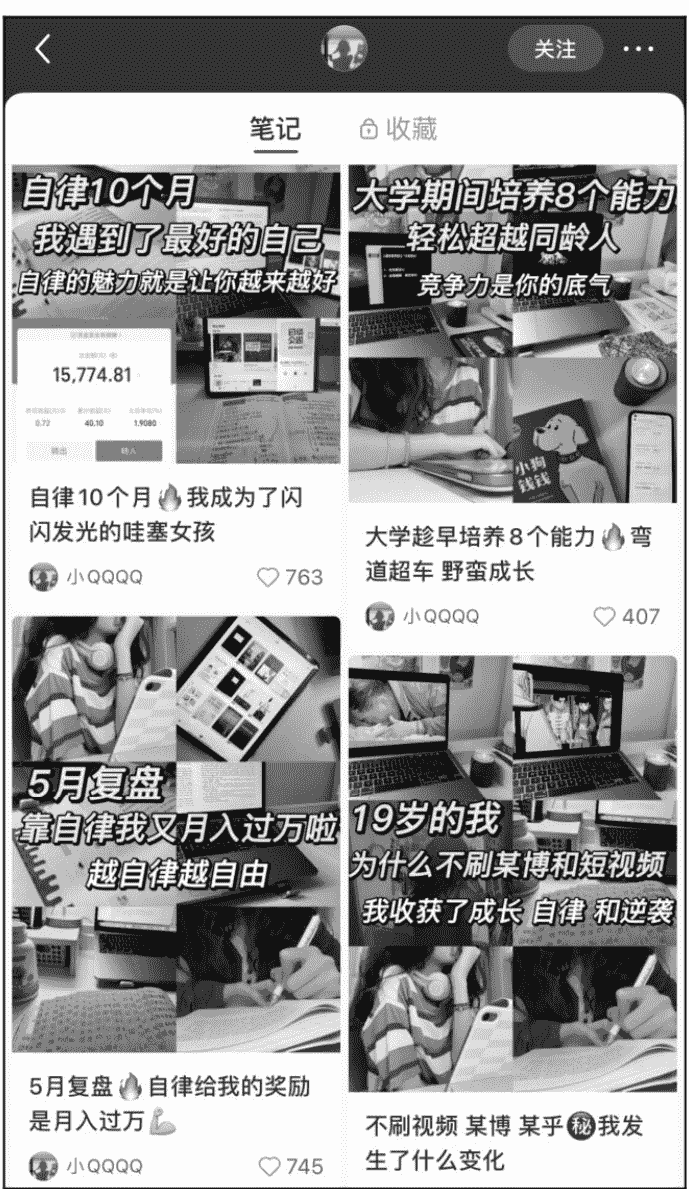 关注
笔记
收藏
自律10个月
我遇到了最好的自己
自律的魅力就是让你越来越好
15,774.81
0.72
40.10
1.9080
转出
转入
自律10个月🔥我成为了闪
闪发光的哇塞女孩
小QQQQ
763
大学期间培养8个能力
轻松超越同龄人
竞争力是你的底气
小狗
钱钱
大学趁早培养8个能力🔥弯
道超车 野蛮成长
小QQQQ
407
5月复盘
靠自律我又月入过万啦
越自律越自由
5月复盘🔥自律给我的奖励
是月入过万💪
小QQQQ
745
19岁的我
为什么不刷某博和短视频
我收获了成长 自律 和逆袭
不刷视频 某博 某乎㊙️我发
生了什么变化